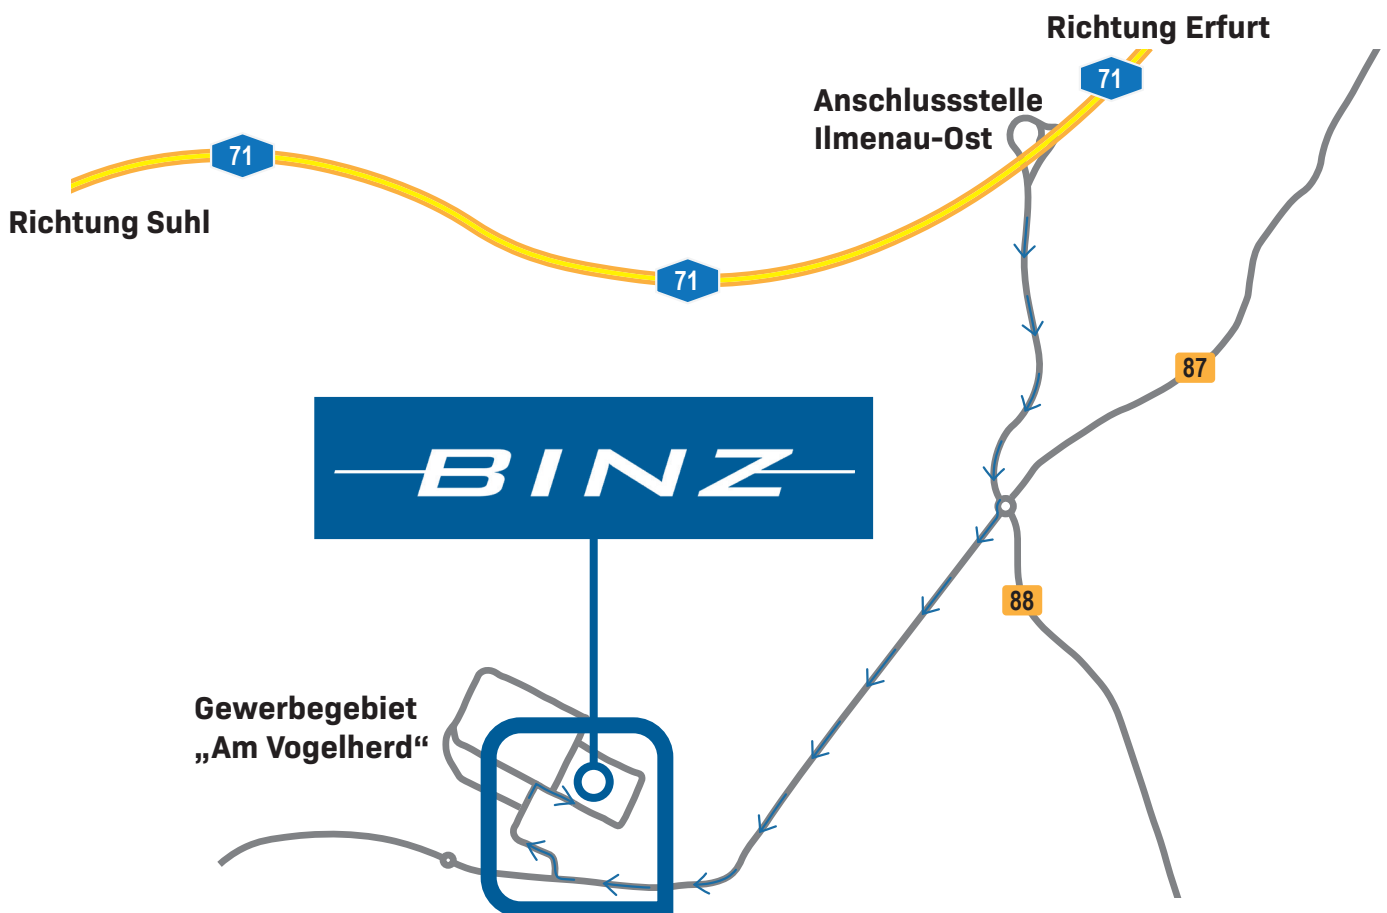 Richtung Erfurt
71
Anschlussstelle
Ilmenau-Ost
71
Richtung Suhl
71
87
BINZ
88
Gewerbegebiet
„Am Vogelherd“